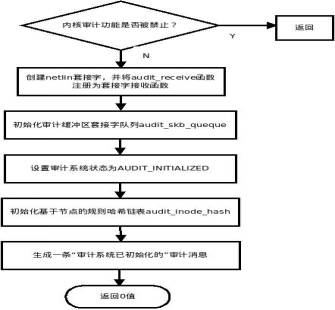 内核审计功能是否被禁止？
Y
返回
N
创建netlin套接字，并将audit_receive函数
注册为套接字接收函数
初始化审计缓冲区套接字队列audit_skb_queque
设置审计系统状态为AUDIT_INITIALIZED
初始化基于节点的规则哈希链表audit_inode_hash
生成一条“审计系统已初始化的”审计消息
返回0值